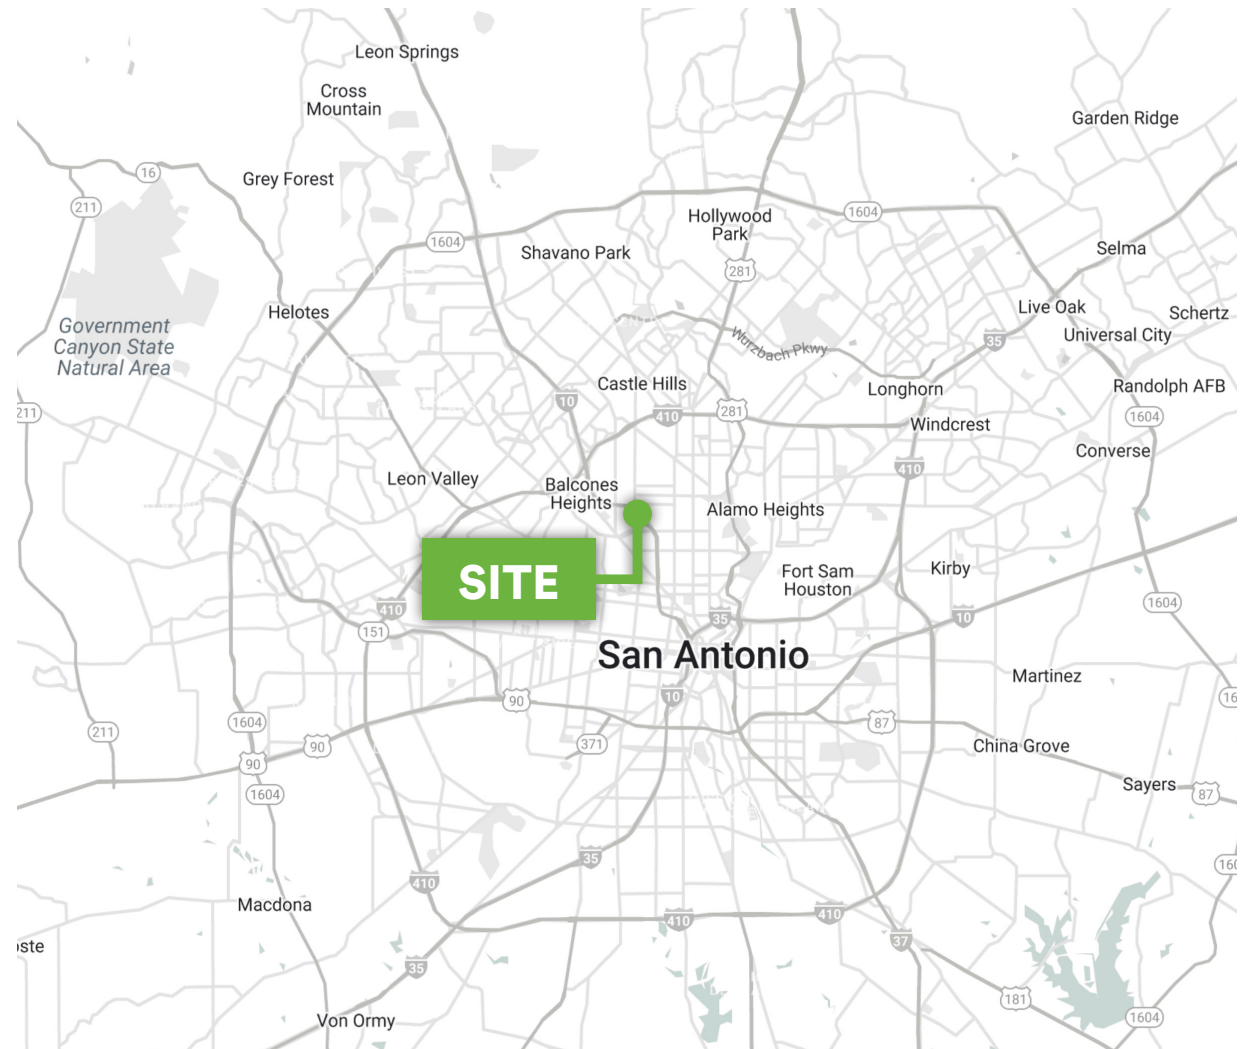 Leon Springs
Cross
Mountain
Garden Ridge
16
Grey Forest
211
Hollywood
Park
1604
1604
Shavano Park
Selma
281
Helotes
Live Oak
Schertz
Government
Canyon State
Natural Area
Universal City
35
Wurzbach Pkwy
Castle Hills
Longhorn
Randolph AFB
10
211
410
281
1604
Windcrest
Converse
410
Leon Valley
Balcones
Heights
Alamo Heights
SITE
Fort Sam
Houston
Kirby
410
1604
35
10
151
San Antonio
Martinez
10
90
1604
87
211
90
371
China Grove
90
Sayers
1604
87
35
410
Macdona
410
410
37
35
181
Von Ormy
1604